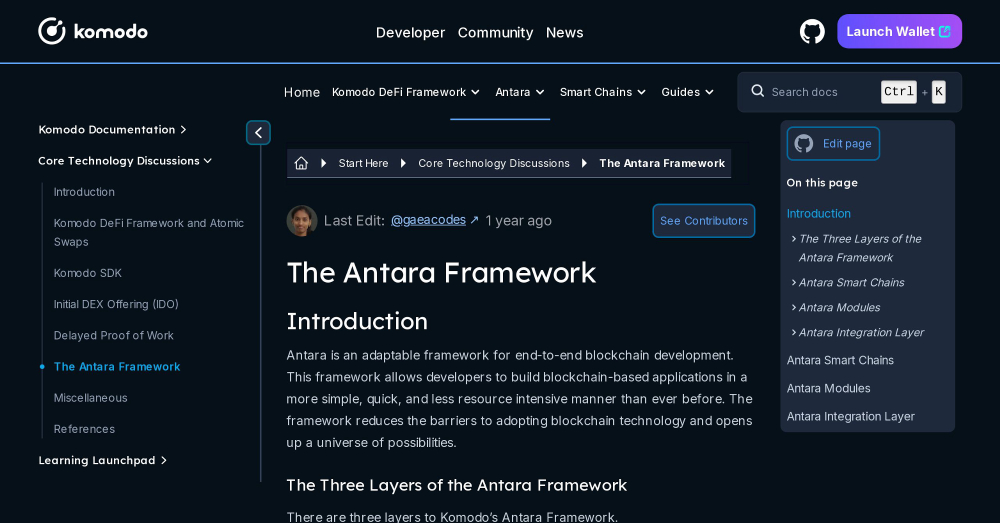 komodo
Developer Community News
Launch Wallet
Home Komodo DeFi Framework Antara Smart Chains Guides
Search docs Ctrl + K
Komodo Documentation
Core Technology Discussions
Introduction
Komodo DeFi Framework and Atomic
Swaps
Komodo SDK
Initial DEX Offering (IDO)
Delayed Proof of Work
The Antara Framework
Miscellaneous
References
Learning Launchpad
Start Here Core Technology Discussions The Antara Framework
Last Edit: @gaeacodes ↗ 1 year ago
See Contributors
The Antara Framework
Introduction
Antara is an adaptable framework for end-to-end blockchain development.
This framework allows developers to build blockchain-based applications in a
more simple, quick, and less resource intensive manner than ever before. The
framework reduces the barriers to adopting blockchain technology and opens
up a universe of possibilities.
The Three Layers of the Antara Framework
There are three layers to Komodo’s Antara Framework.
Edit page
On this page
Introduction
The Three Layers of the
Antara Framework
Antara Smart Chains
Antara Modules
Antara Integration Layer
Antara Smart Chains
Antara Modules
Antara Integration Layer